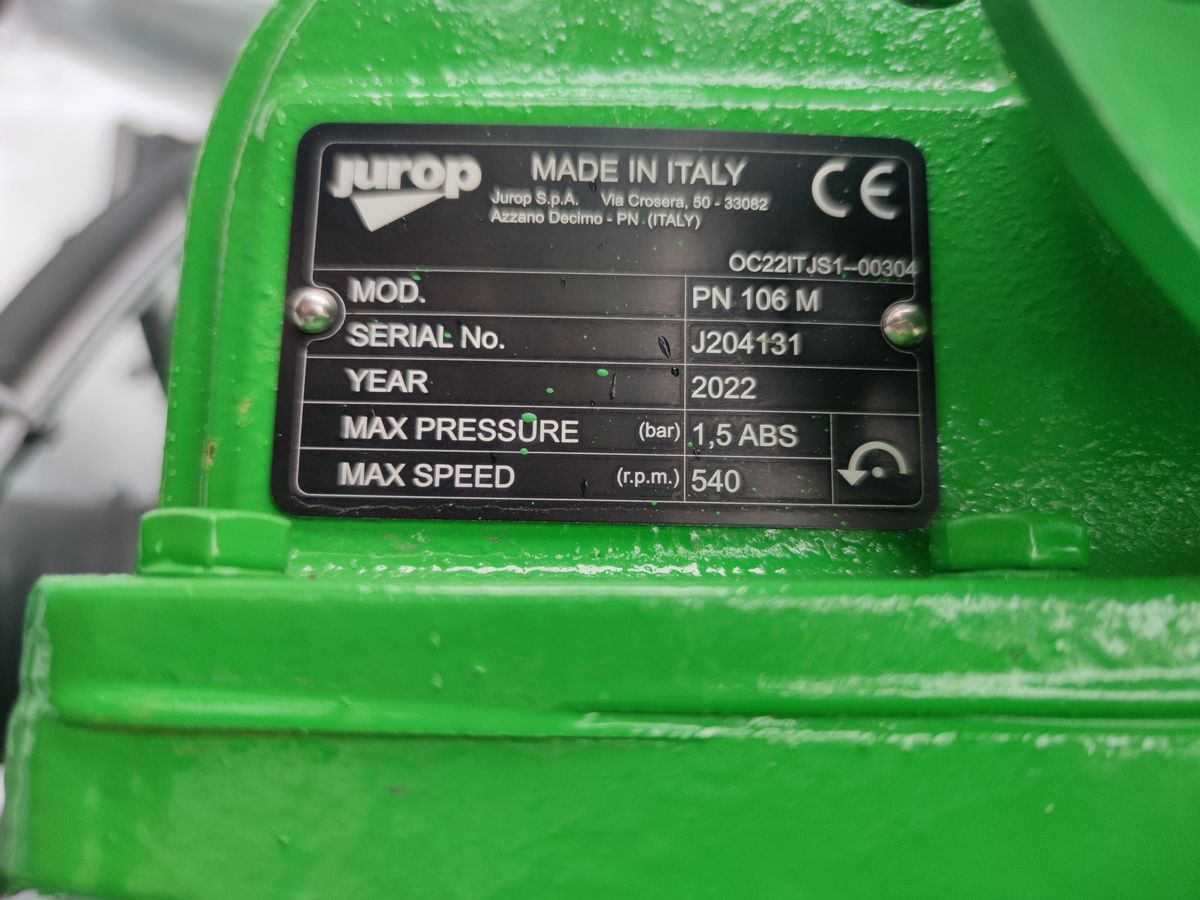 jurop MADE IN ITALY CE
Jurop S.p.A. Via Crosera, 50 - 33082
Azzano Decimo - PN (ITALY)
OC22ITJS1-00304
MOD. PN 106 M
SERIAL No. J204131
YEAR 2022
MAX PRESSURE (bar) 1,5 ABS
MAX SPEED (r.p.m.) 540